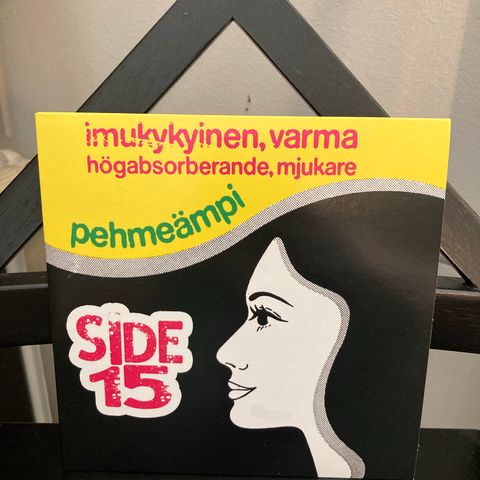 imukykyinen, varma
högabsorberande, mjukare
pehmeämpi
SIDE
15